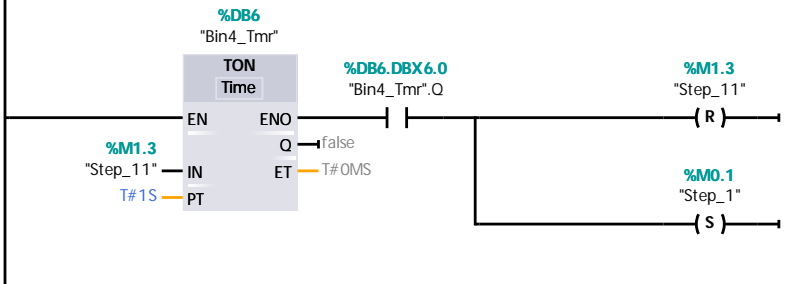 %DB6
"Bin4_Tmr"
TON
Time
EN ENO
Q false
%M1.3
"Step_11" IN ET T#0MS
T#1S PT
%DB6.DBX6.0
"Bin4_Tmr".Q
%M1.3
"Step_11"
R
%M0.1
"Step_1"
S